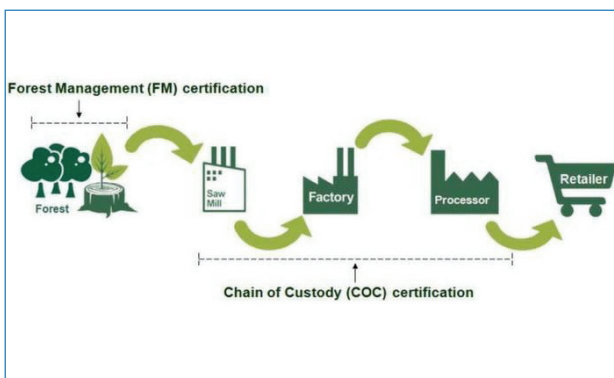 Forest Management (FM) certification
Forest
Saw
Mill
Factory
Processor
Retailer
Chain of Custody (COC) certification